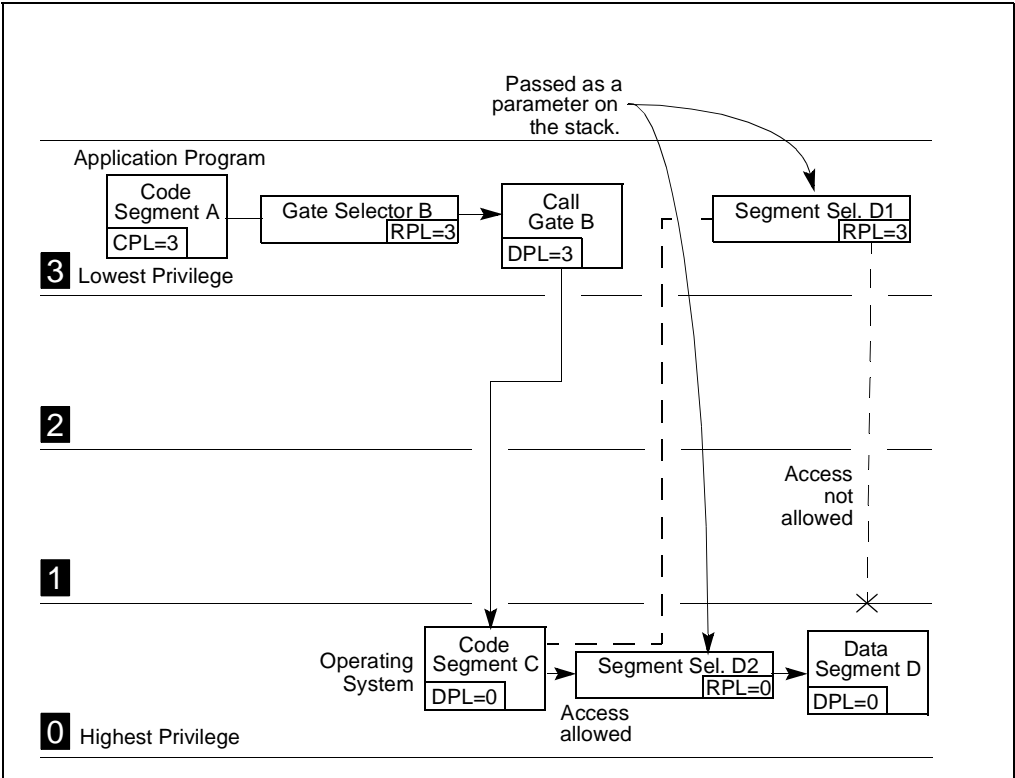 Passed as a
parameter on
the stack.
Application Program
Code
Segment A
CPL=3
Gate Selector B
RPL=3
Call
Gate B
DPL=3
Segment Sel. D1
RPL=3
3 Lowest Privilege
2
Access
not
allowed
1
Operating
System
Code
Segment C
DPL=0
Segment Sel. D2
RPL=0
Access
allowed
Data
Segment D
DPL=0
0 Highest Privilege